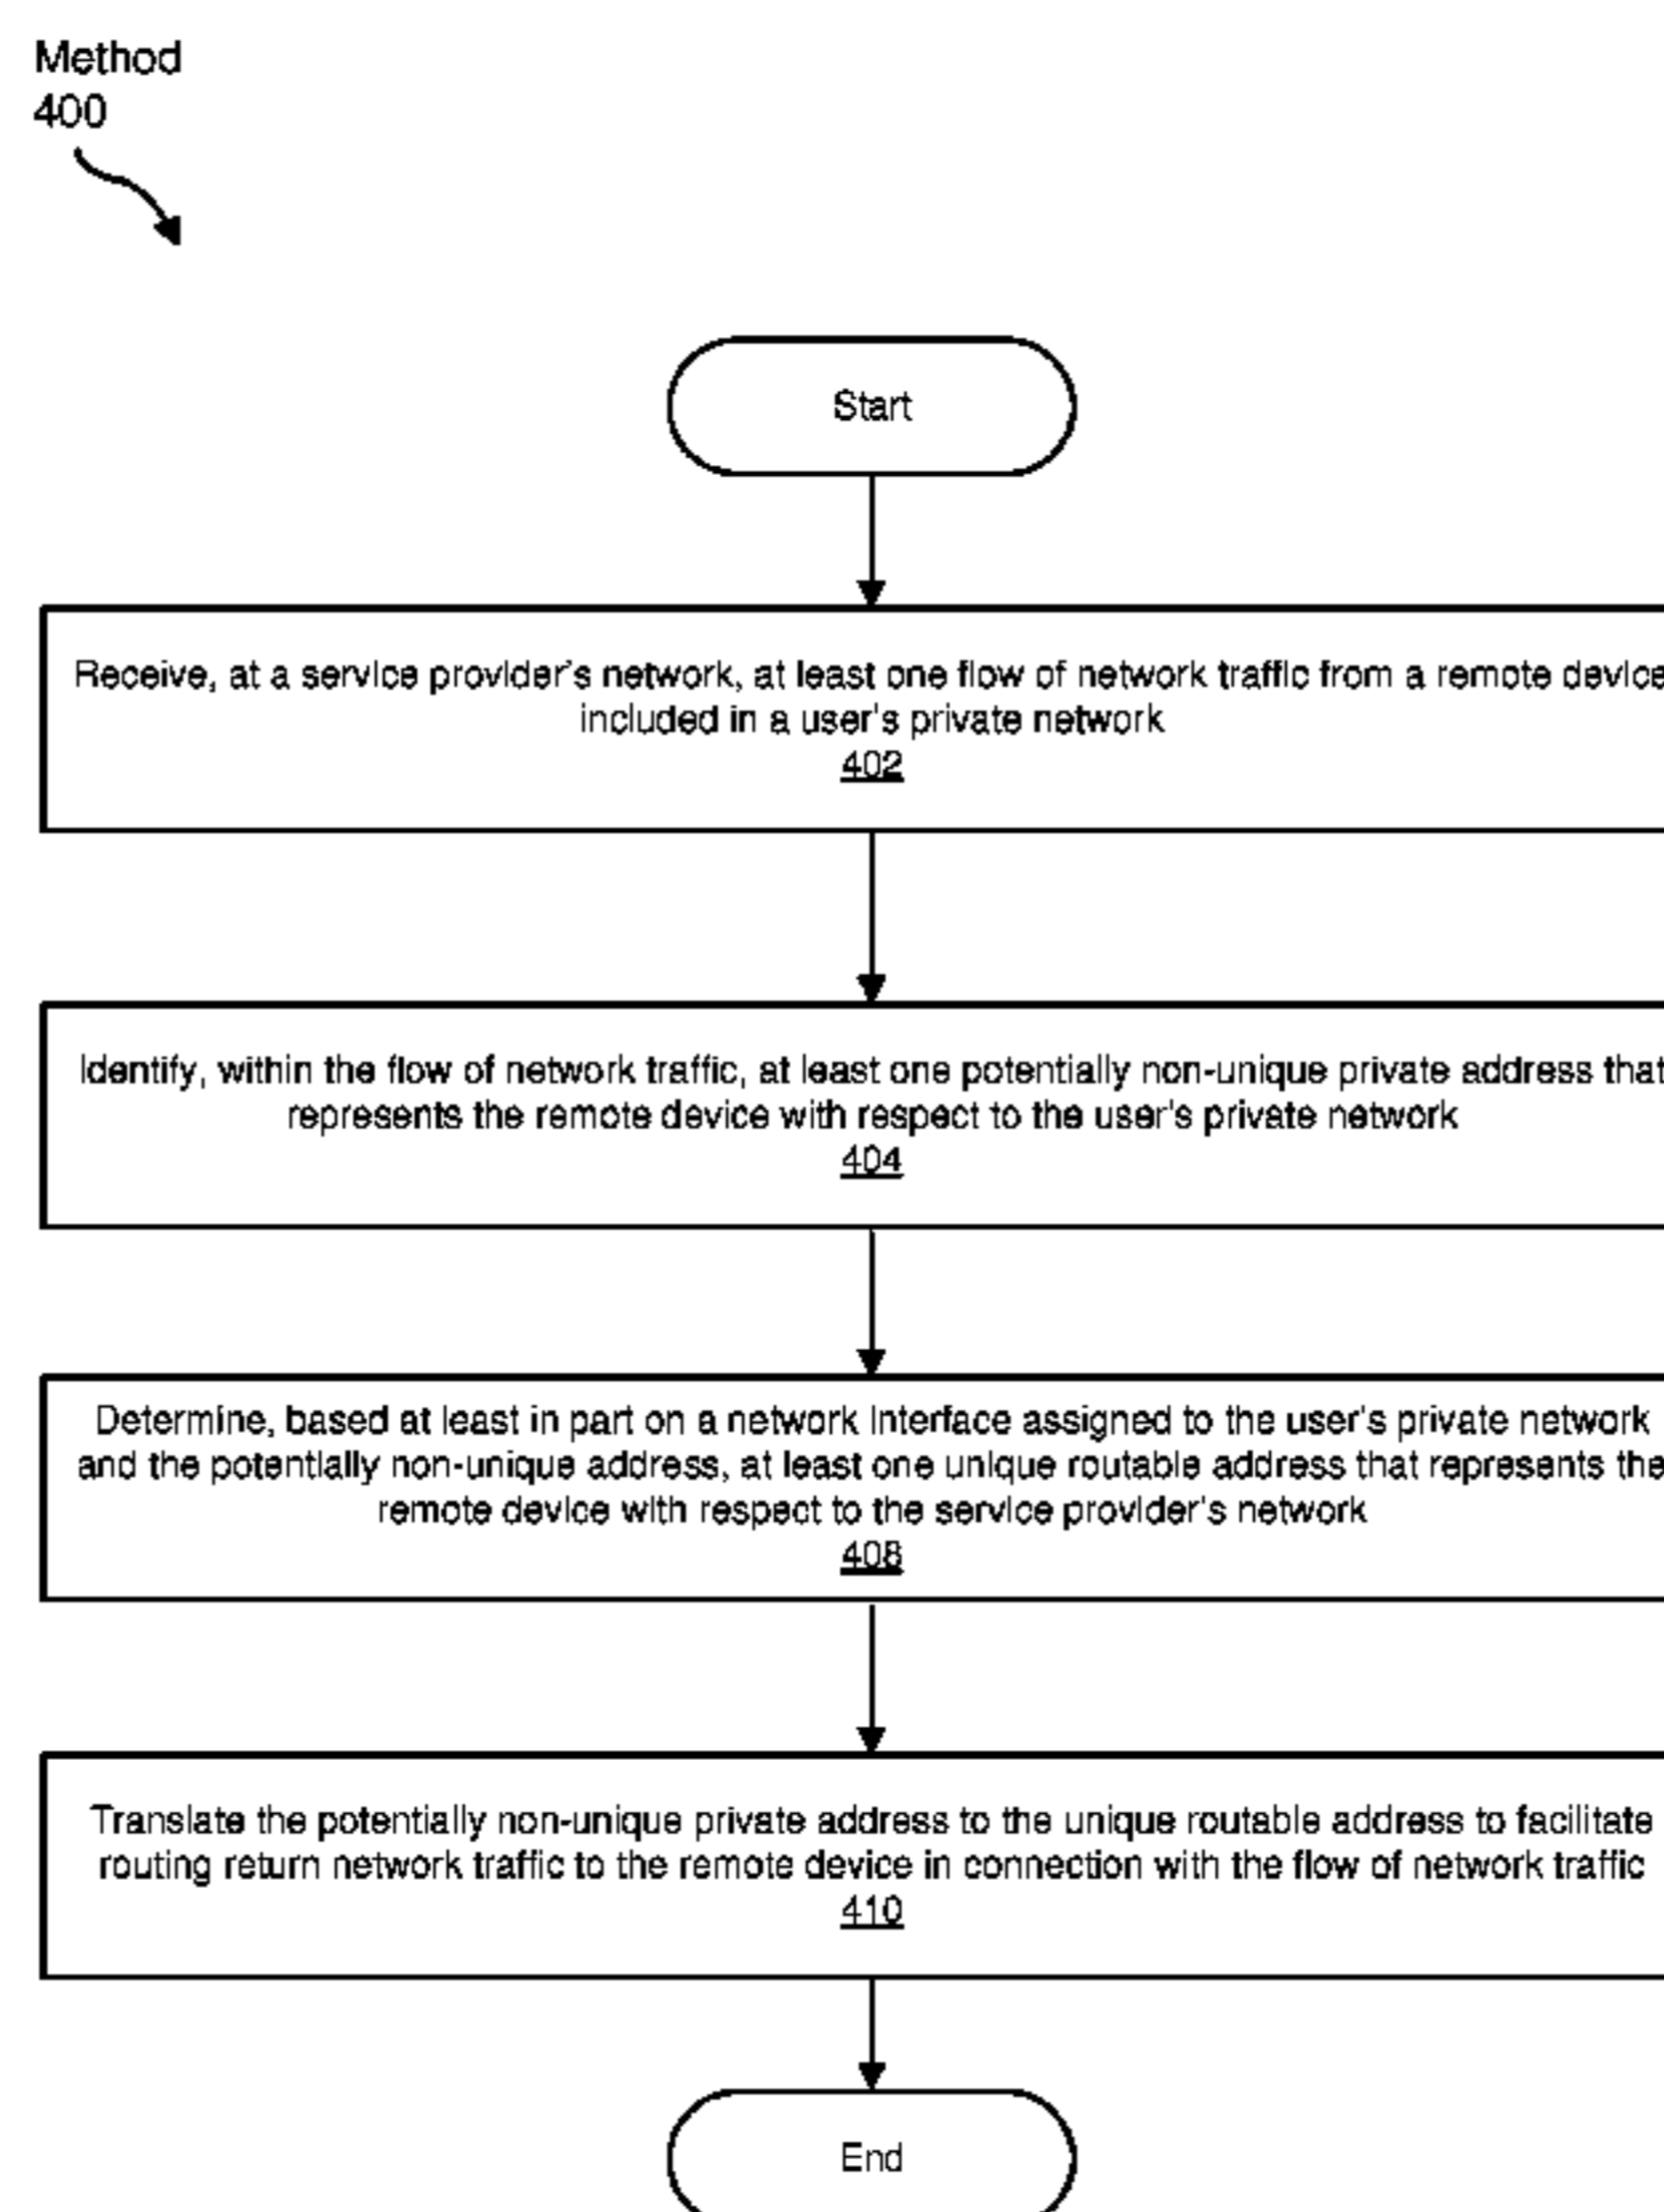 Method
400
Start
Receive, at a service provider's network, at least one flow of network traffic from a remote device
included in a user's private network
402
Identify, within the flow of network traffic, at least one potentially non-unique private address that
represents the remote device with respect to the user's private network
404
Determine, based at least in part on a network interface assigned to the user's private network
and the potentially non-unique address, at least one unique routable address that represents the
remote device with respect to the service provider's network
408
Translate the potentially non-unique private address to the unique routable address to facilitate
routing return network traffic to the remote device in connection with the flow of network traffic
410
End